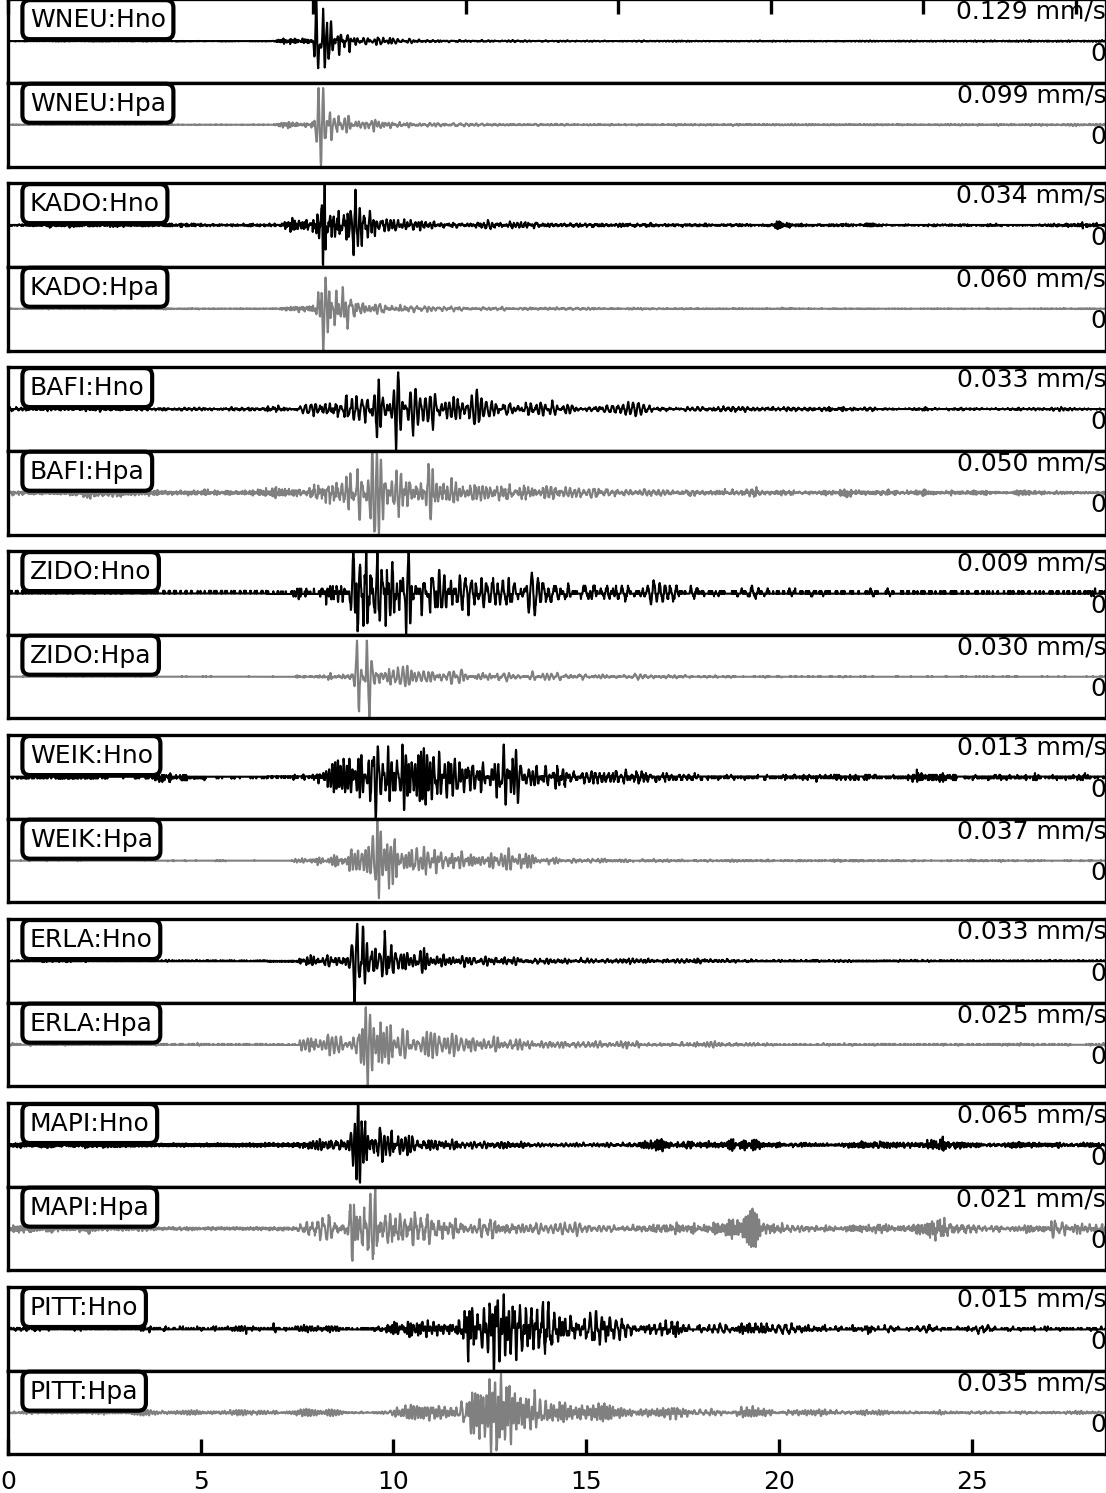 WNEU:Hno 0.129 mm/s
0
WNEU:Hpa 0.099 mm/s
0
KADO:Hno 0.034 mm/s
0
KADO:Hpa 0.060 mm/s
0
BAFI:Hno 0.033 mm/s
0
BAFI:Hpa 0.050 mm/s
0
ZIDO:Hno 0.009 mm/s
0
ZIDO:Hpa 0.030 mm/s
0
WEIK:Hno 0.013 mm/s
0
WEIK:Hpa 0.037 mm/s
0
ERLA:Hno 0.033 mm/s
0
ERLA:Hpa 0.025 mm/s
0
MAPI:Hno 0.065 mm/s
0
MAPI:Hpa 0.021 mm/s
0
PITT:Hno 0.015 mm/s
0
PITT:Hpa 0.035 mm/s
0
0 5 10 15 20 25